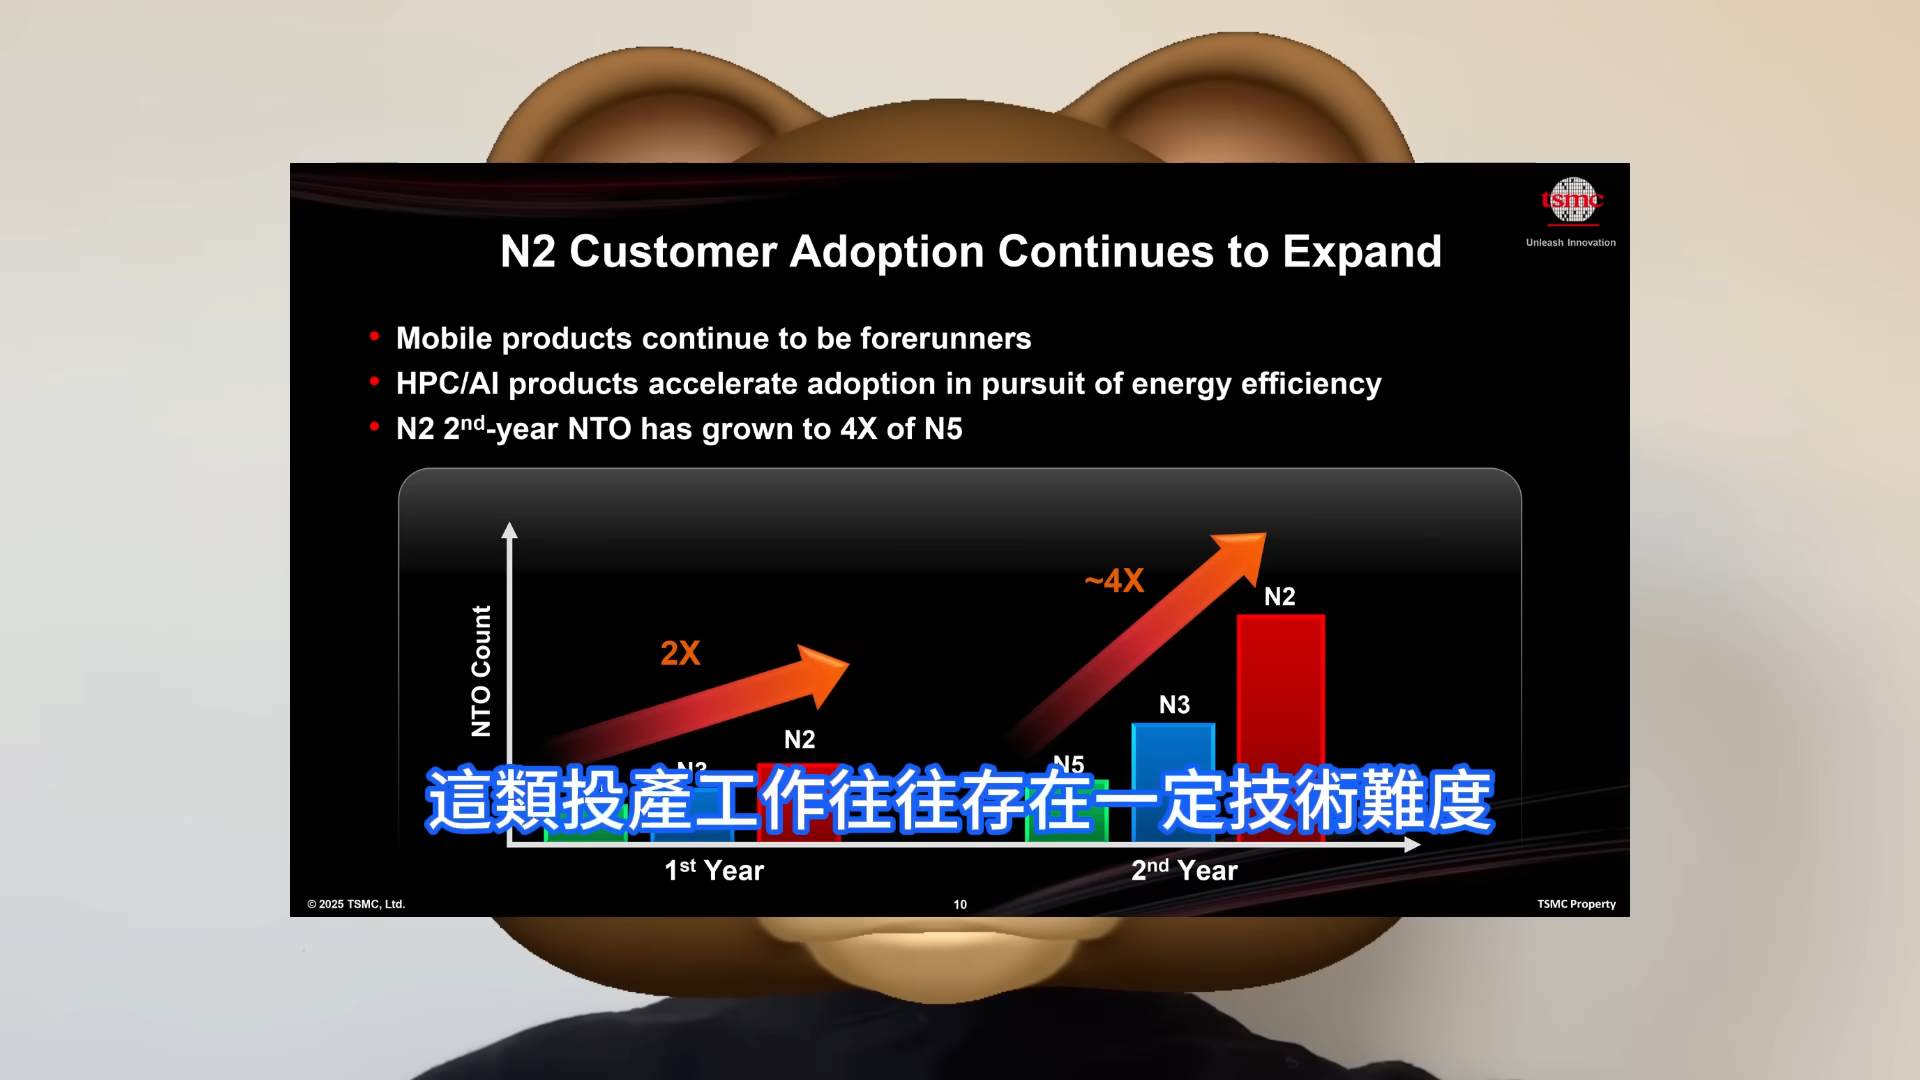 tsmc
Unleash Innovation
N2 Customer Adoption Continues to Expand
• Mobile products continue to be forerunners
• HPC/AI products accelerate adoption in pursuit of energy efficiency
• N2 2nd-year NTO has grown to 4X of N5
NTO Count
2X
N2
~4X
N5
N3
N2
這類投產工作往往存在一定技術難度
1st Year
2nd Year
© 2025 TSMC, Ltd.
10
TSMC Property